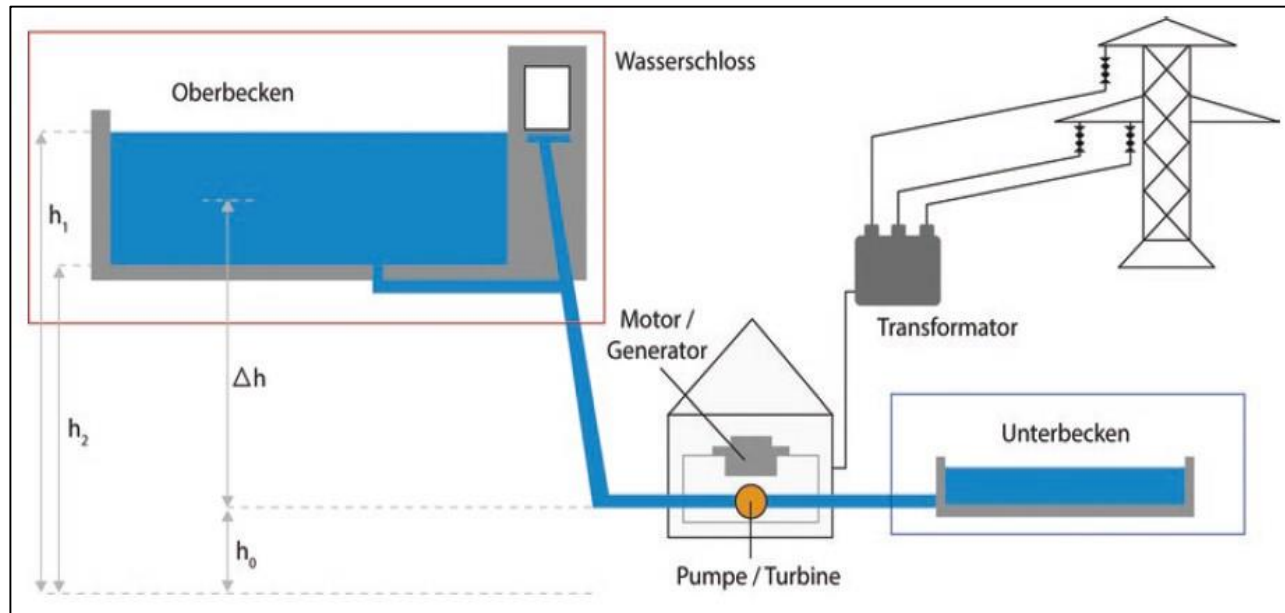 Wasserschloss
Oberbecken
h₁
h₂
Δh
h₀
Motor /
Generator
Transformator
Unterbecken
Pumpe / Turbine